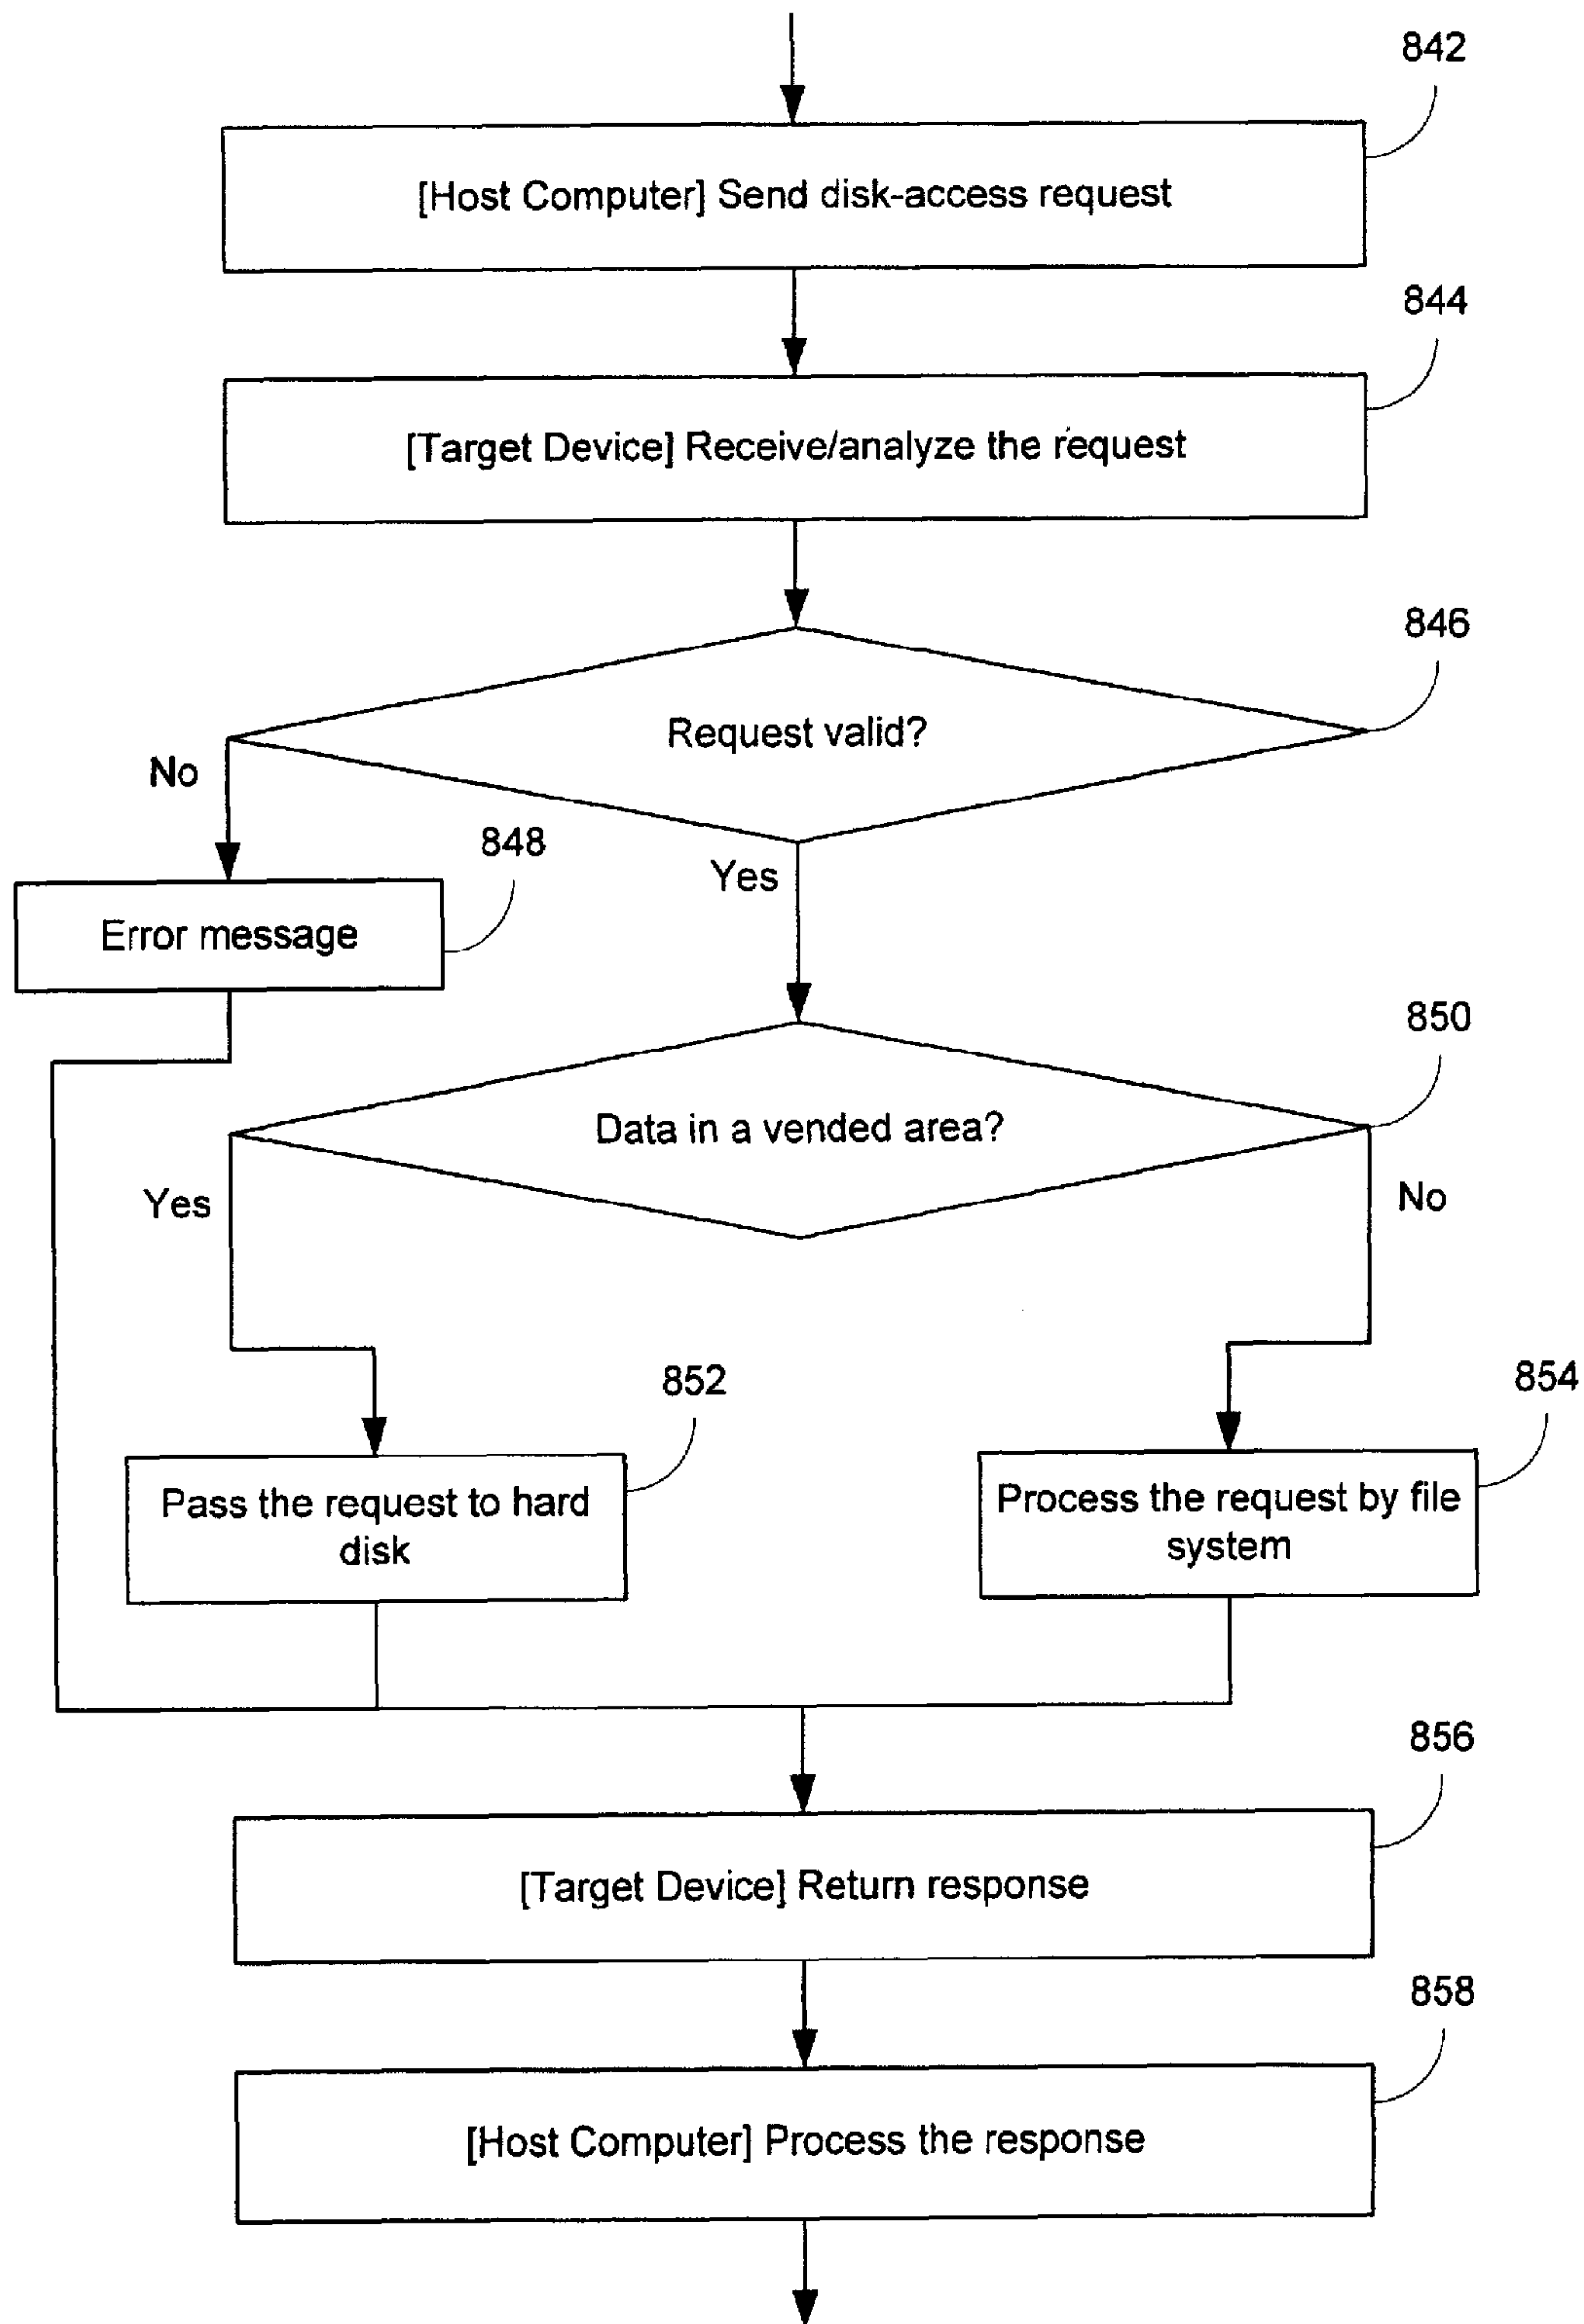 842
[Host Computer] Send disk-access request
844
[Target Device] Receive/analyze the request
846
Request valid?
No
848
Yes
Error message
850
Data in a vended area?
Yes
No
852
854
Pass the request to hard
disk
Process the request by file
system
856
[Target Device] Return response
858
[Host Computer] Process the response